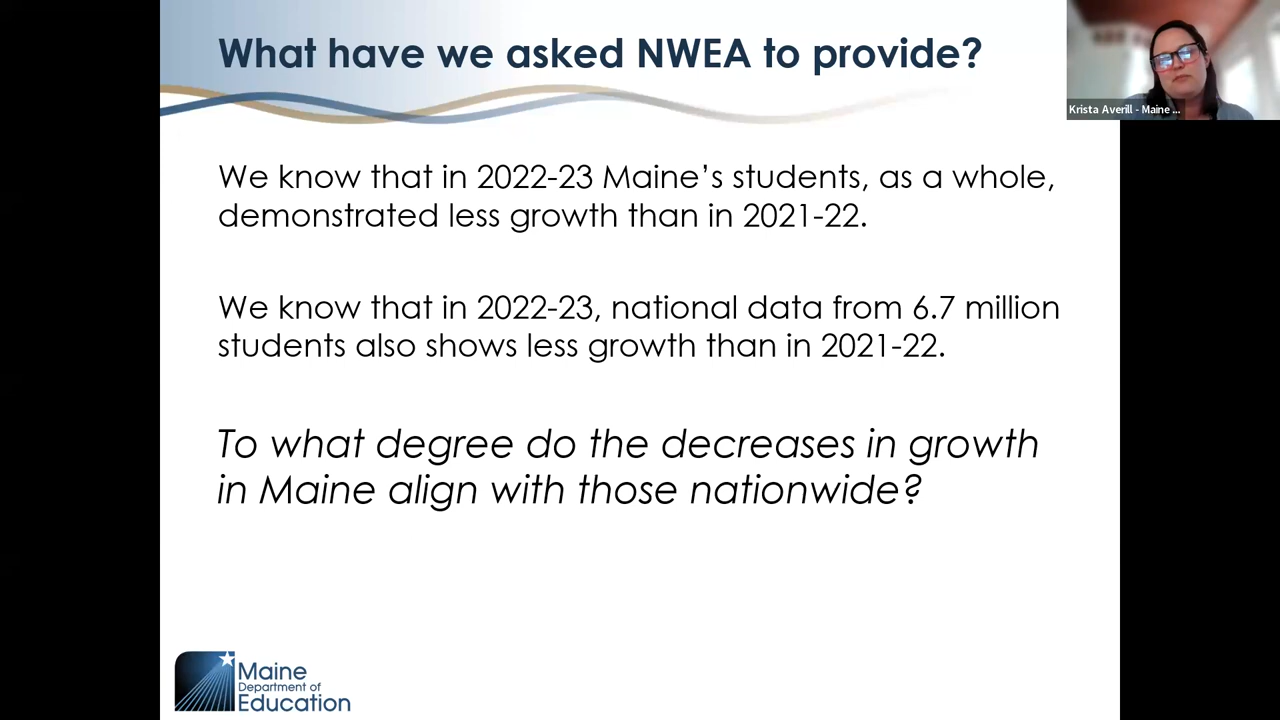 What have we asked NWEA to provide?
Krista Averill - Maine ...
We know that in 2022-23 Maine’s students, as a whole,
demonstrated less growth than in 2021-22.
We know that in 2022-23, national data from 6.7 million
students also shows less growth than in 2021-22.
To what degree do the decreases in growth
in Maine align with those nationwide?
Maine
Department of
Education